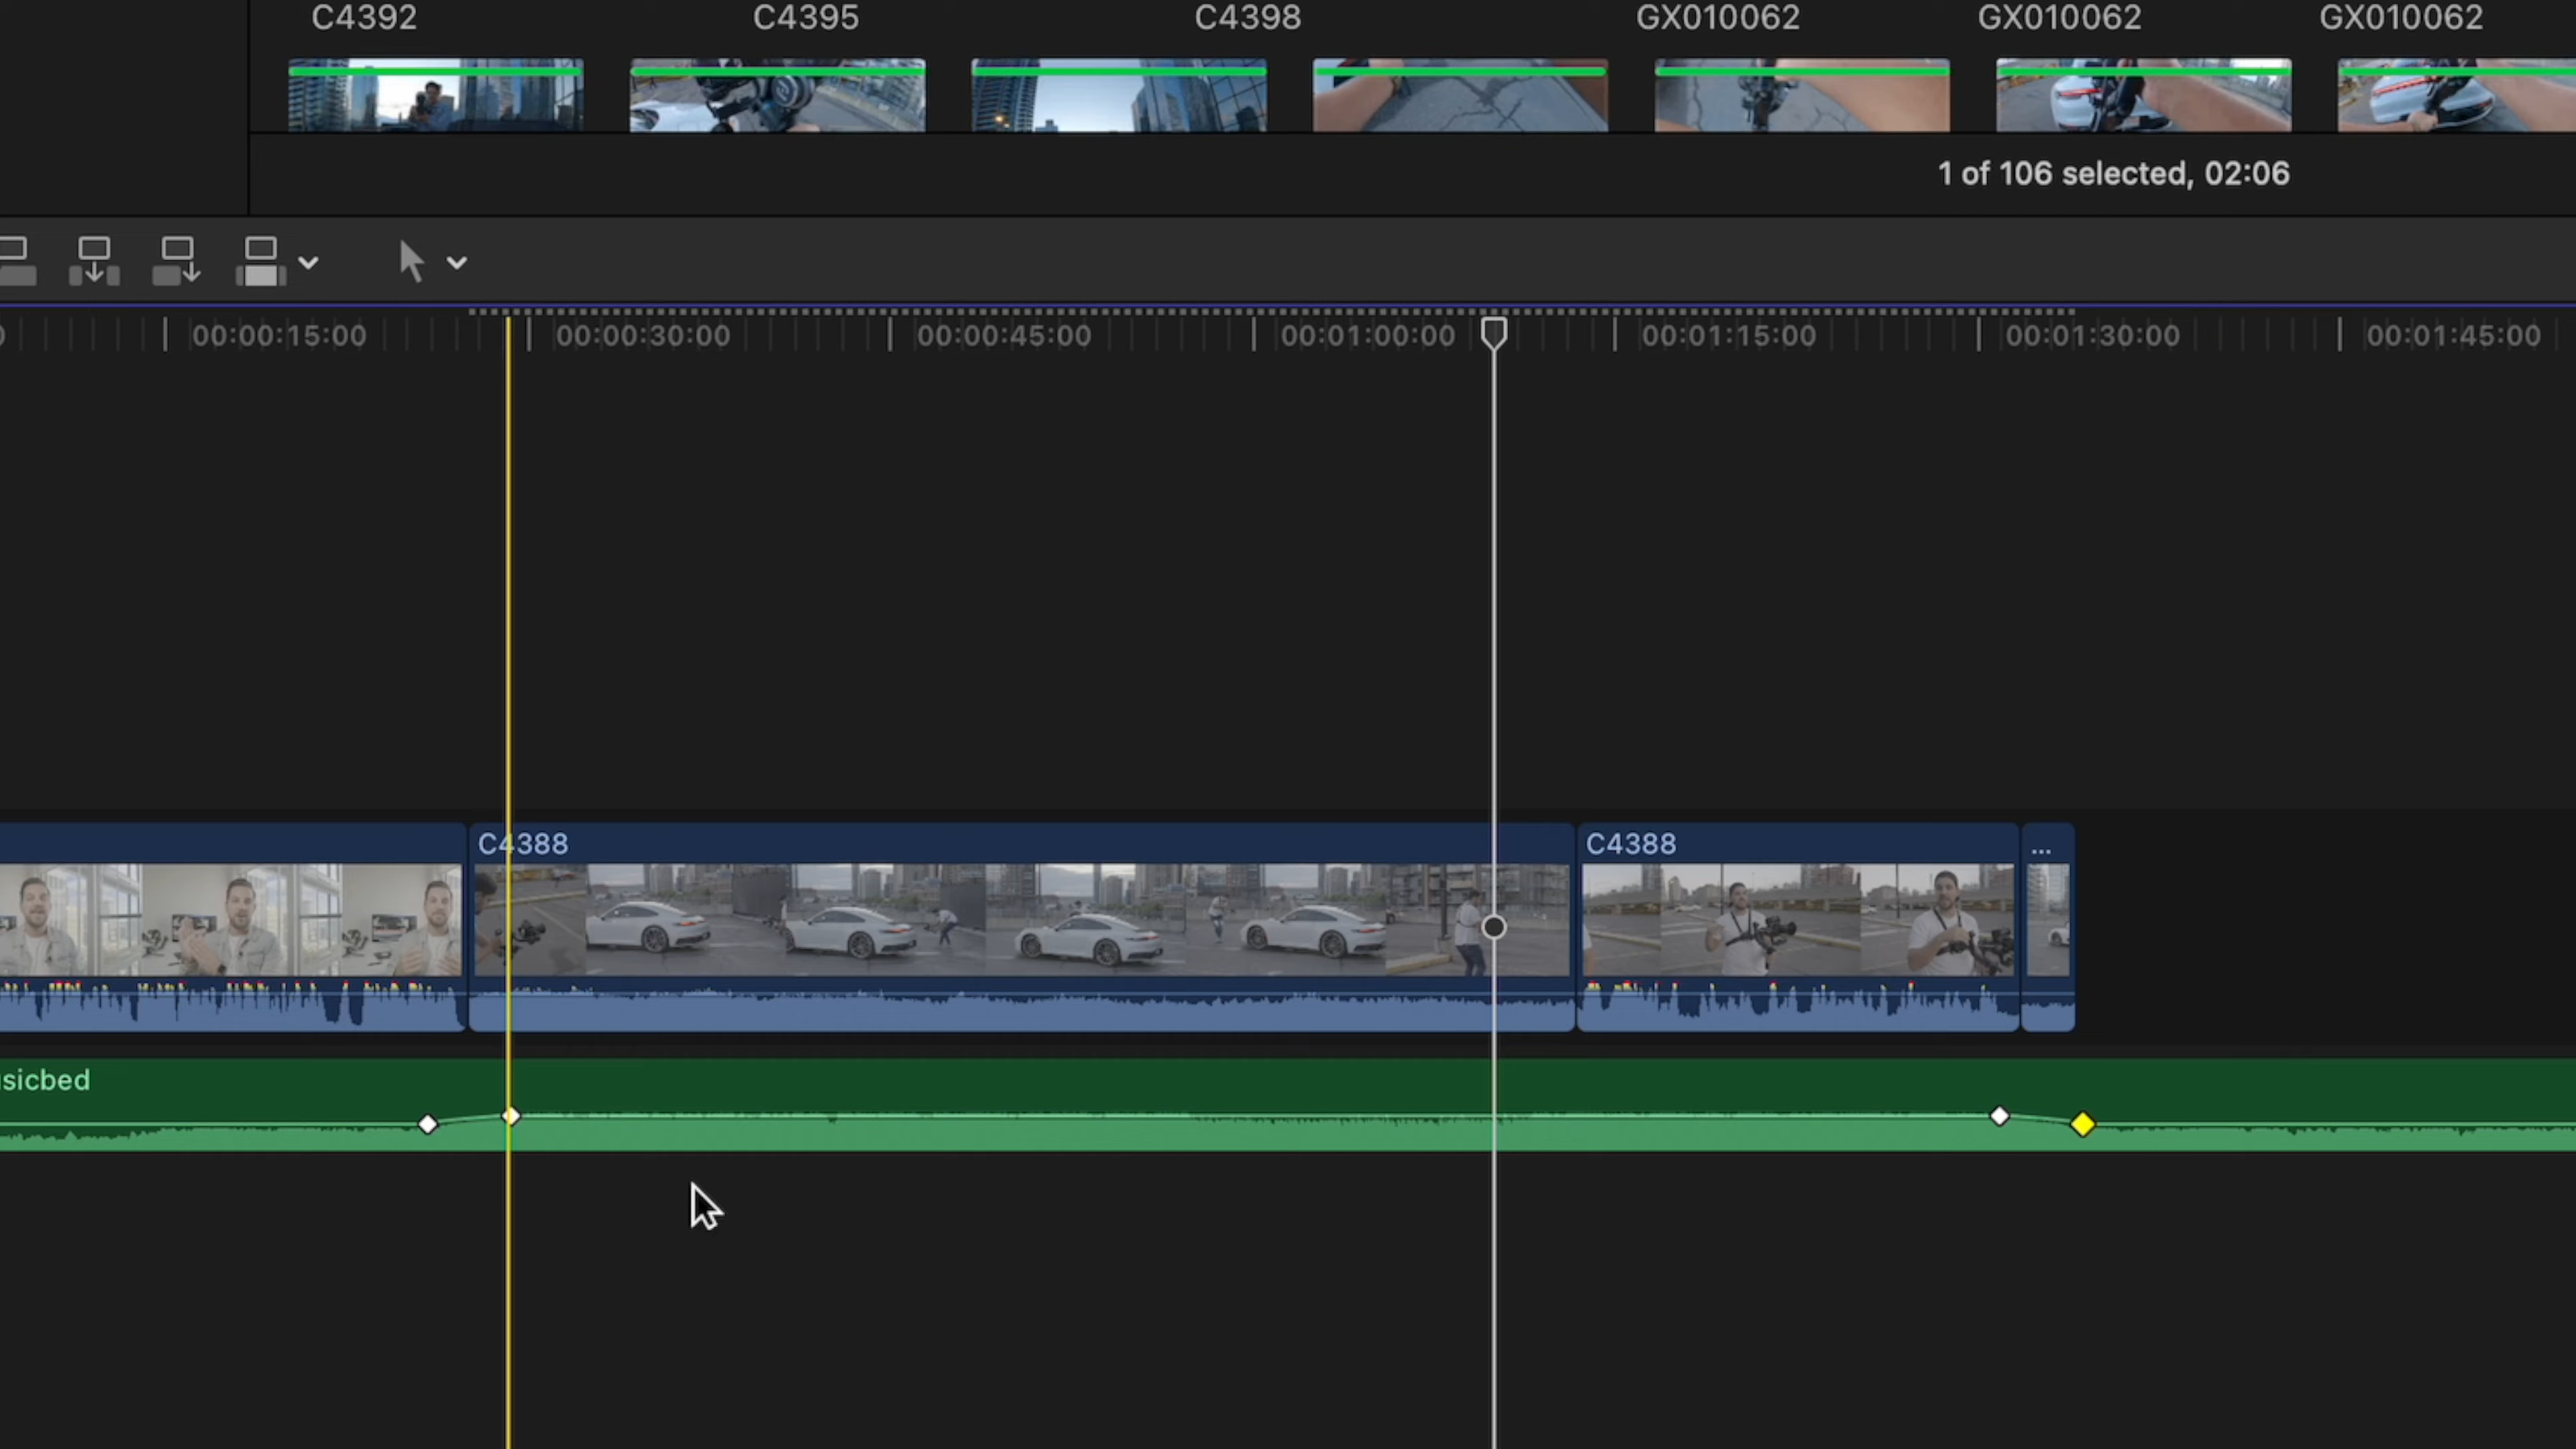 C4392 C4395 C4398 GX010062 GX010062 GX010062
1 of 106 selected, 02:06
00:00:15:00 00:00:30:00 00:00:45:00 00:01:00:00 00:01:15:00 00:01:30:00 00:01:45:00
C4388 C4388 ...
sicbed